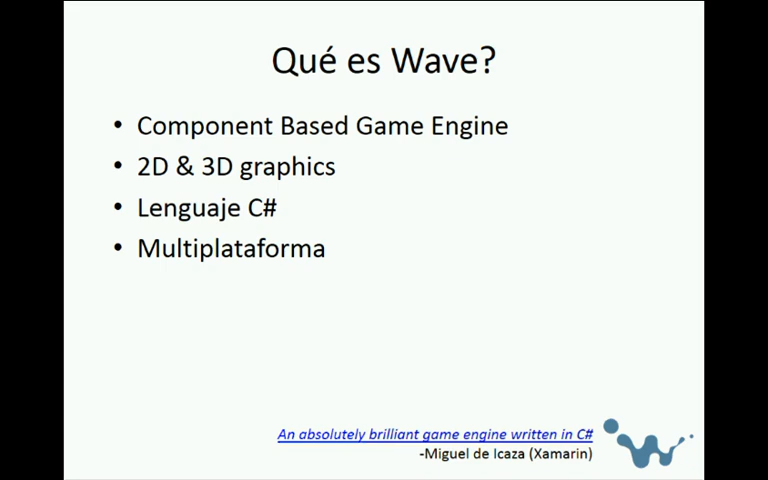 Qué es Wave?
• Component Based Game Engine
• 2D & 3D graphics
• Lenguaje C#
• Multiplataforma
An absolutely brilliant game engine written in C#
-Miguel de Icaza (Xamarin)